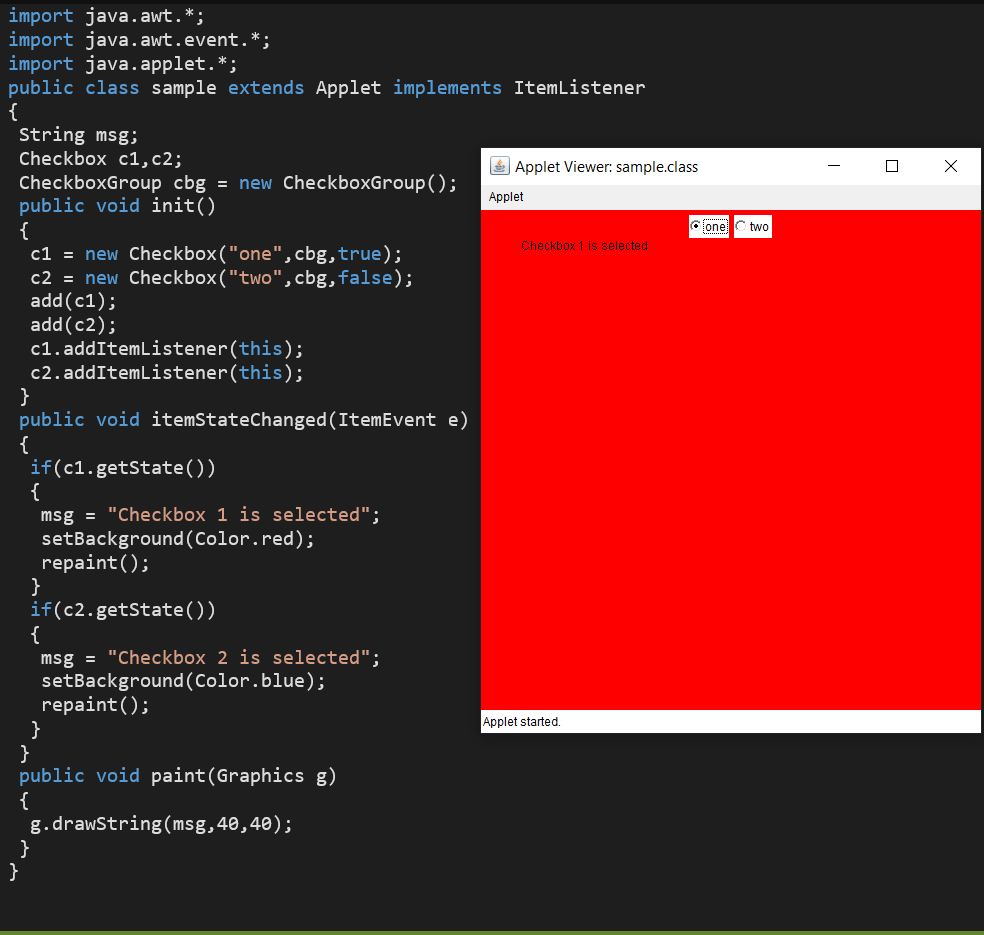 import java.awt.*;
import java.awt.event.*;
import java.applet.*;
public class sample extends Applet implements ItemListener
{
 String msg;
 Checkbox c1,c2;
 CheckboxGroup cbg = new CheckboxGroup();
 public void init()
 {
  c1 = new Checkbox("one",cbg,true);
  c2 = new Checkbox("two",cbg,false);
  add(c1);
  add(c2);
  c1.addItemListener(this);
  c2.addItemListener(this);
 }
 public void itemStateChanged(ItemEvent e)
 {
  if(c1.getState())
  {
   msg = "Checkbox 1 is selected";
   setBackground(Color.red);
   repaint();
  }
  if(c2.getState())
  {
   msg = "Checkbox 2 is selected";
   setBackground(Color.blue);
   repaint();
  }
 }
 public void paint(Graphics g)
 {
  g.drawString(msg,40,40);
 }
}
Applet Viewer: sample.class
Applet
one two
Checkbox 1 is selected
Applet started.